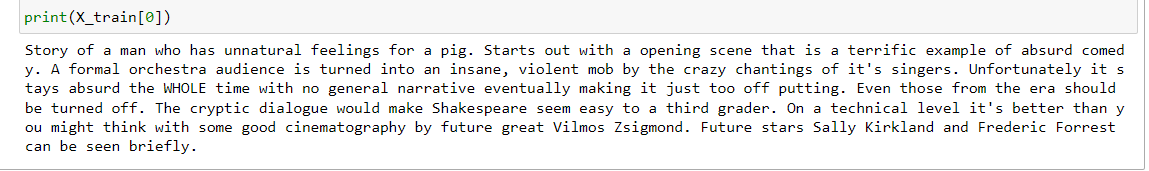 print(X_train[0])
Story of a man who has unnatural feelings for a pig. Starts out with a opening scene that is a terrific example of absurd comed
y. A formal orchestra audience is turned into an insane, violent mob by the crazy chantings of it's singers. Unfortunately it s
tays absurd the WHOLE time with no general narrative eventually making it just too off putting. Even those from the era should
be turned off. The cryptic dialogue would make Shakespeare seem easy to a third grader. On a technical level it's better than y
ou might think with some good cinematography by future great Vilmos Zsigmond. Future stars Sally Kirkland and Frederic Forrest
can be seen briefly.